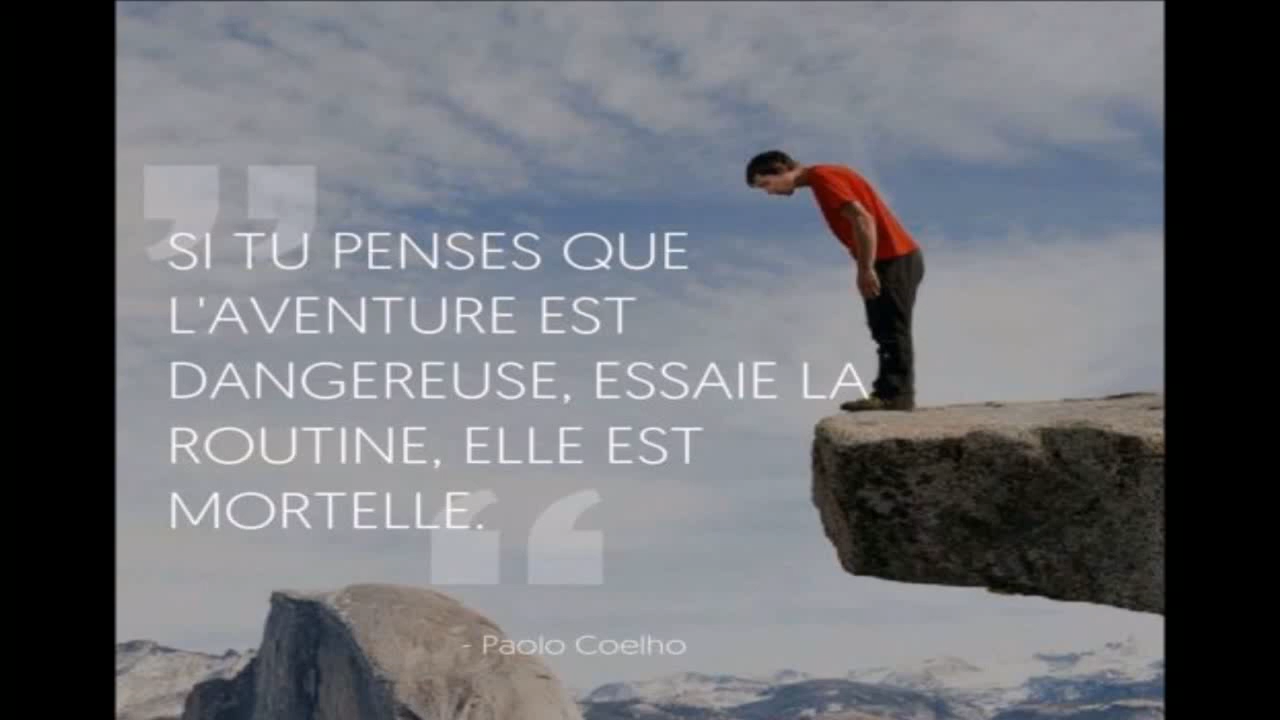 SI TU PENSES QUE
L'AVENTURE EST
DANGEREUSE, ESSAIE LA
ROUTINE, ELLE EST
MORTELLE.
- Paolo Coelho